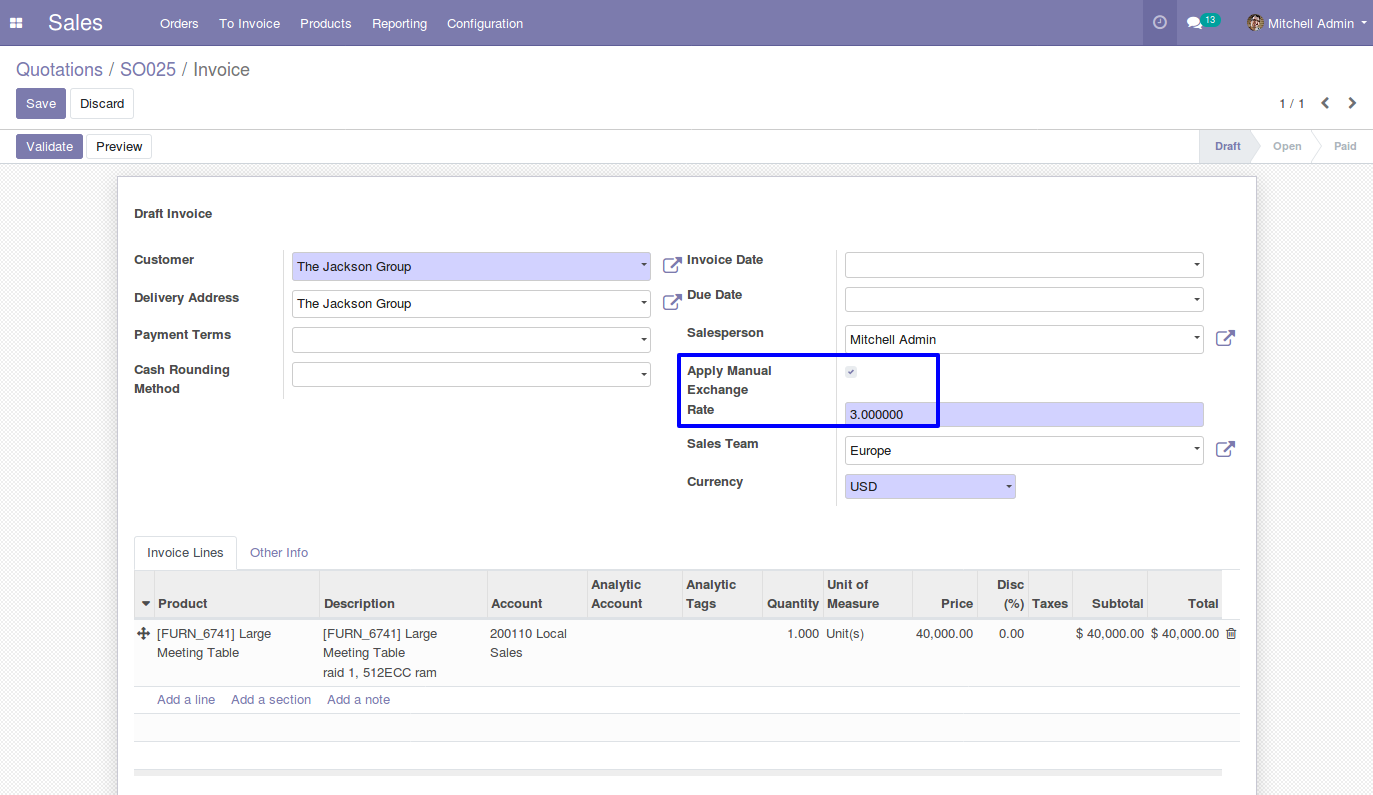 Sales Orders To Invoice Products Reporting Configuration 13 Mitchell Admin
Quotations / SO025 / Invoice
Save Discard 1 / 1
Validate Preview Draft Open Paid
Draft Invoice
Customer The Jackson Group
Delivery Address The Jackson Group
Payment Terms
Cash Rounding
Method
Invoice Date
Due Date
Salesperson Mitchell Admin
Apply Manual
Exchange
Rate 3.000000
Sales Team Europe
Currency USD
Invoice Lines Other Info
Product Description Account Analytic Account Analytic Tags Quantity Unit of Measure Price Disc (%) Taxes Subtotal Total
[FURN_6741] Large [FURN_6741] Large 200110 Local 1.000 Unit(s) 40,000.00 0.00 $ 40,000.00 $ 40,000.00
Meeting Table Meeting Table Sales
raid 1, 512ECC ram
Add a line Add a section Add a note